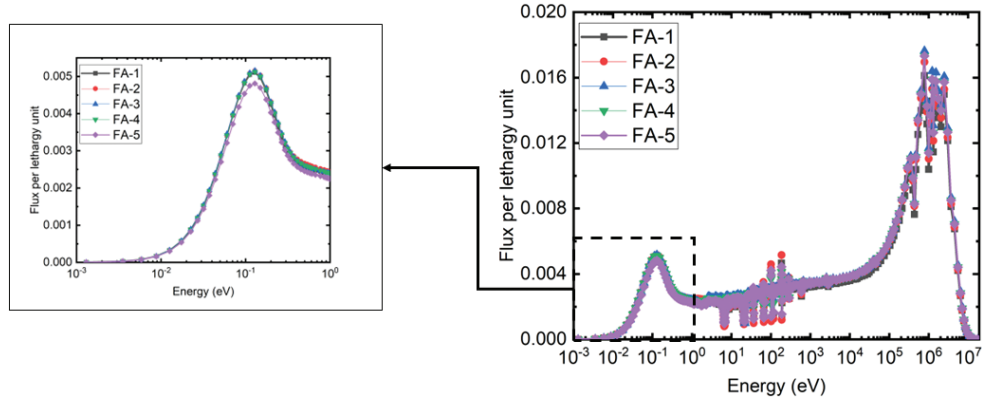 0.005
0.004
0.003
0.002
0.001
0.000
Flux per lethargy unit
FA-1
FA-2
FA-3
FA-4
FA-5
10⁻³ 10⁻² 10⁻¹ 10⁰
Energy (eV)
0.020
0.016
0.012
0.008
0.004
0.000
Flux per lethargy unit
FA-1
FA-2
FA-3
FA-4
FA-5
10⁻³ 10⁻² 10⁻¹ 10⁰ 10¹ 10² 10³ 10⁴ 10⁵ 10⁶ 10⁷
Energy (eV)